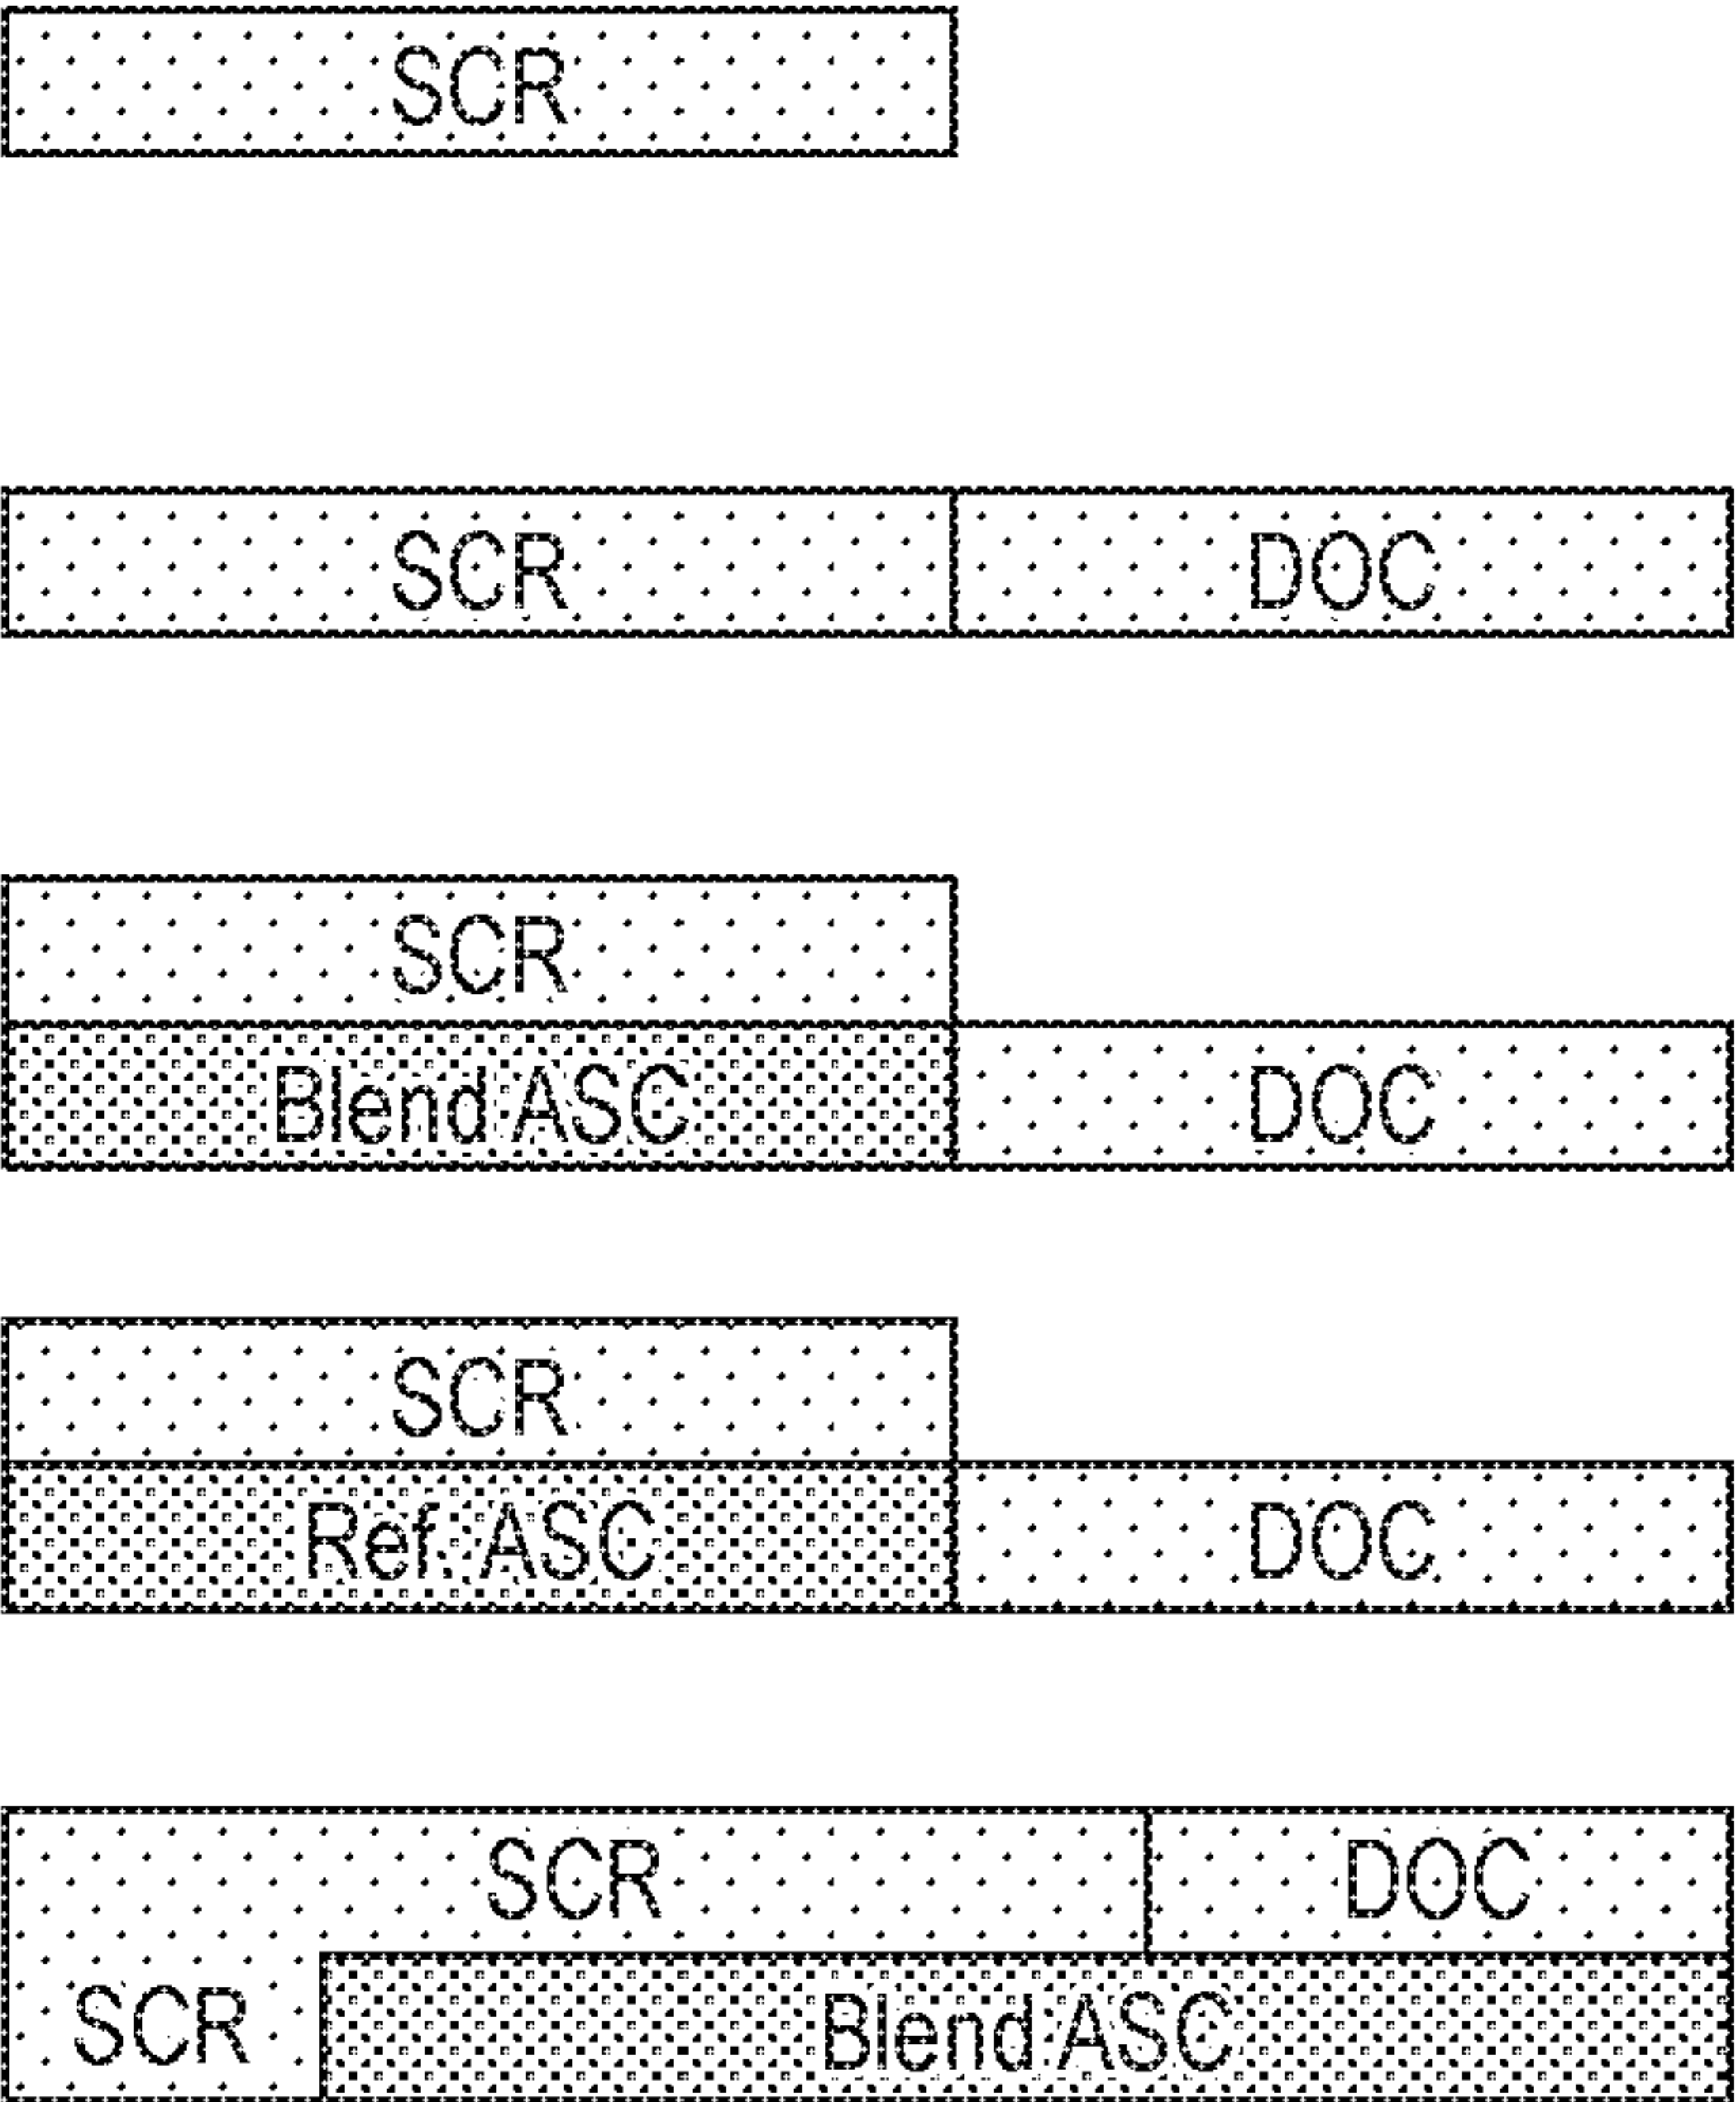 SCR
SCR DOC
SCR
Blend ASC DOC
SCR
Ref. ASC DOC
SCR DOC
SCR Blend ASC